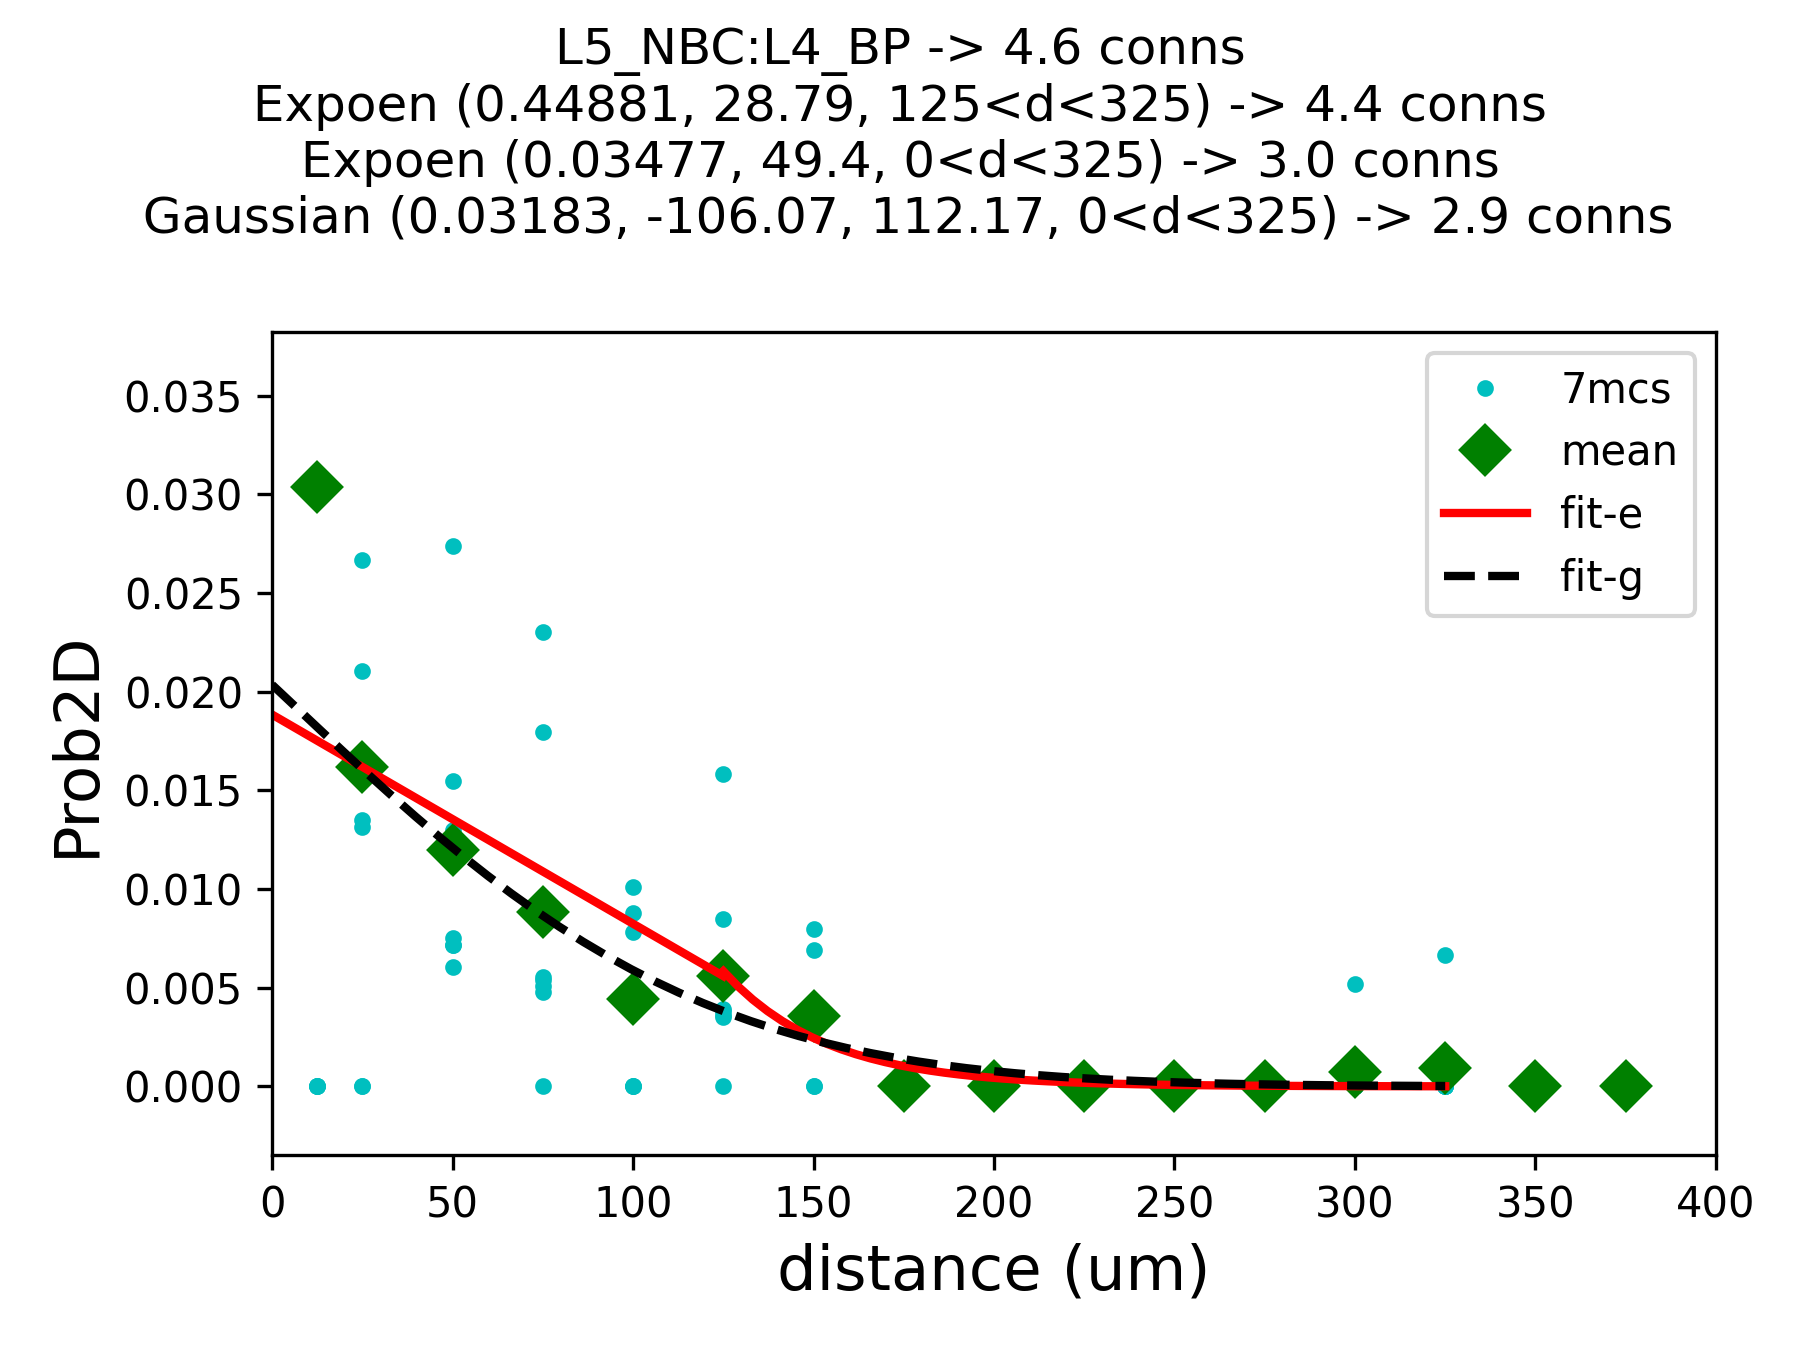 L5_NBC:L4_BP -> 4.6 conns
Expoen (0.44881, 28.79, 125<d<325) -> 4.4 conns
Expoen (0.03477, 49.4, 0<d<325) -> 3.0 conns
Gaussian (0.03183, -106.07, 112.17, 0<d<325) -> 2.9 conns
0.035
0.030
0.025
0.020
0.015
0.010
0.005
0.000
Prob2D
7mcs
mean
fit-e
fit-g
0 50 100 150 200 250 300 350 400
distance (um)